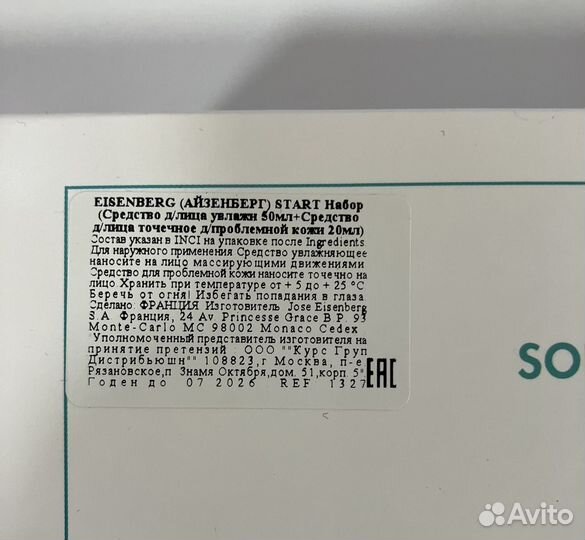 EISENBERG (АЙЗЕНБЕРГ) START Набор
(Средство д/лица увлажн 50мл+Средство
д/лица точечное д/проблемной кожи 20мл)
Состав указан в INCI на упаковке после Ingredients.
Для наружного применения Средство увлажняющее
наносите на лицо массирующими движениями.
Средство для проблемной кожи наносите точечно на
лицо Хранить при температуре от + 5 до + 25 °C
Беречь от огня! Избегать попадания в глаза.
Сделано: ФРАНЦИЯ. Изготовитель Jose Eisenberg
S.A. Франция, 24 Av Princesse Grace B.P. 93
Monte-Carlo MC 98002 Monaco Cedex
"Уполномоченный представитель изготовителя на
принятие претензий , ООО ""Курс Груп
Дистрибьюшн"" 108823,г Москва, п-е
Рязановское,п Знамя Октября,дом. 51,корп. 5"
Годен до 07 2026 REF 1327
EAC
SO
Avito